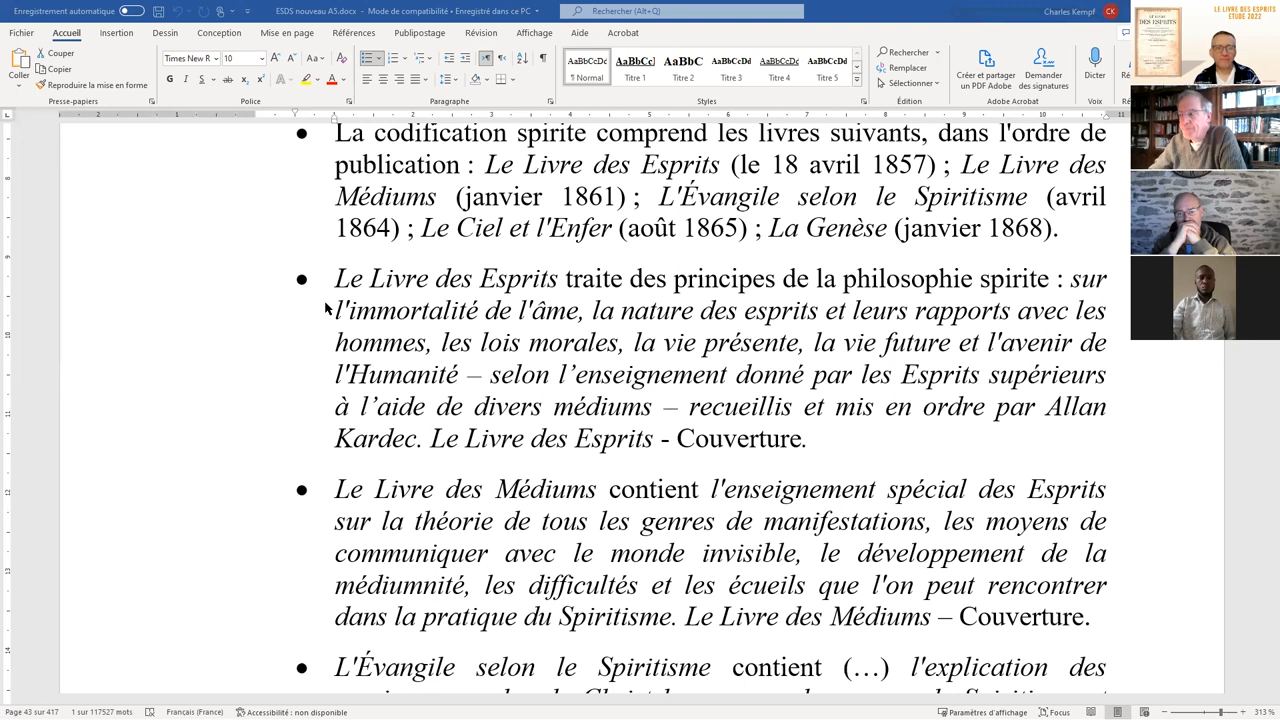 Enregistrement automatique
ESDS nouveau A5.docx - Mode de compatibilité • Enregistré dans ce PC
Rechercher (Alt+Q)
Charles Kempf
CK
Fichier Accueil Insertion Dessin Conception Mise en page Références Publipostage Révision Affichage Aide Acrobat
Coller
Couper
Copier
Reproduire la mise en forme
Presse-papiers
Times New R 10
G I S ab
Police
Paragraphe
AaBbCcDc AaBbCcl AaBbC AaBbCcDd AaBbCcDc AaBbCcDd
¶ Normal Titre 1 Titre 2 Titre 3 Titre 4 Titre 5
Styles
Rechercher
Remplacer
Sélectionner
Édition
Créer et partager
un PDF Adobe
Demander
des signatures
Adobe Acrobat
Dicter
Voix
LE LIVRE DES ESPRITS
ETUDE 2022
• La codification spirite comprend les livres suivants, dans l'ordre de
publication : Le Livre des Esprits (le 18 avril 1857) ; Le Livre des
Médiums (janvier 1861) ; L'Évangile selon le Spiritisme (avril
1864) ; Le Ciel et l'Enfer (août 1865) ; La Genèse (janvier 1868).
• Le Livre des Esprits traite des principes de la philosophie spirite : sur
l'immortalité de l'âme, la nature des esprits et leurs rapports avec les
hommes, les lois morales, la vie présente, la vie future et l'avenir de
l'Humanité – selon l’enseignement donné par les Esprits supérieurs
à l’aide de divers médiums – recueillis et mis en ordre par Allan
Kardec. Le Livre des Esprits - Couverture.
• Le Livre des Médiums contient l'enseignement spécial des Esprits
sur la théorie de tous les genres de manifestations, les moyens de
communiquer avec le monde invisible, le développement de la
médiumnité, les difficultés et les écueils que l'on peut rencontrer
dans la pratique du Spiritisme. Le Livre des Médiums – Couverture.
• L'Évangile selon le Spiritisme contient (…) l'explication des
Page 43 sur 417 1 sur 117527 mots Français (France) Accessibilité : non disponible Paramètres d'affichage Focus 313 %